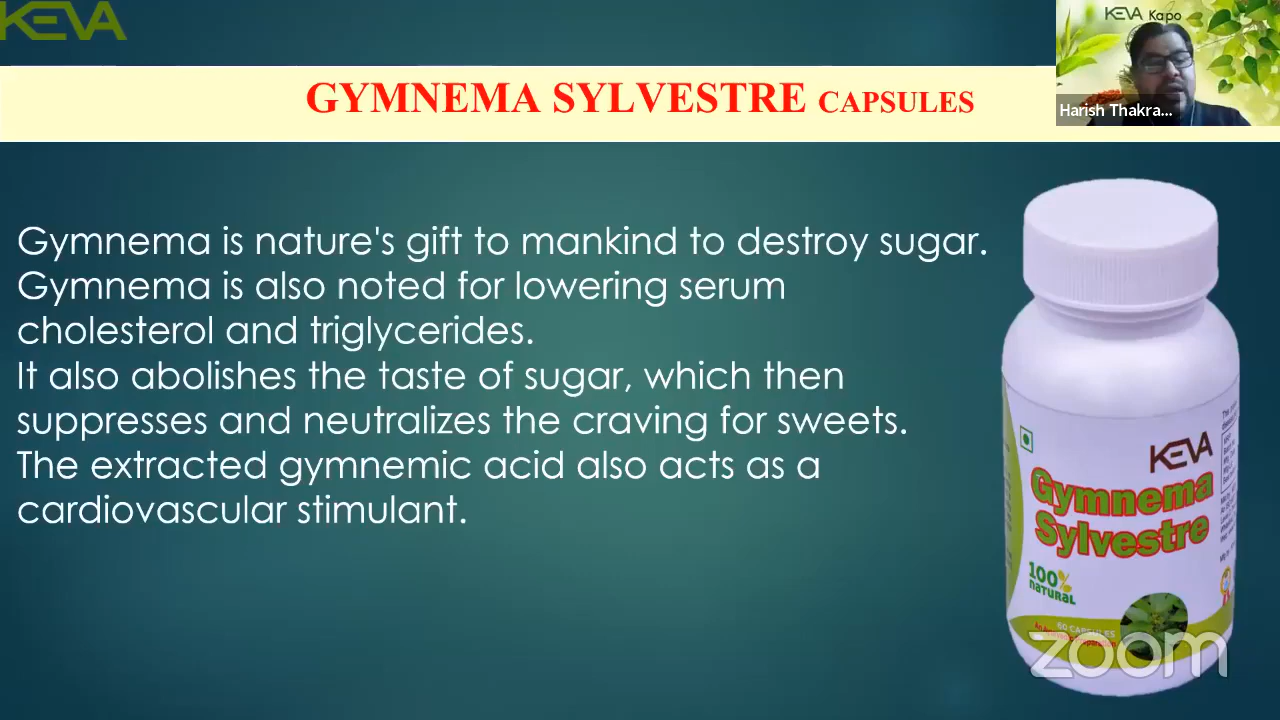 KEVA
KEVA Kapo
Harish Thakra...
GYMNEMA SYLVESTRE CAPSULES
Gymnema is nature's gift to mankind to destroy sugar.
Gymnema is also noted for lowering serum
cholesterol and triglycerides.
It also abolishes the taste of sugar, which then
suppresses and neutralizes the craving for sweets.
The extracted gymnemic acid also acts as a
cardiovascular stimulant.
KEVA
Gymnema
Sylvestre
100%
natural
60 CAPSULES
zoom